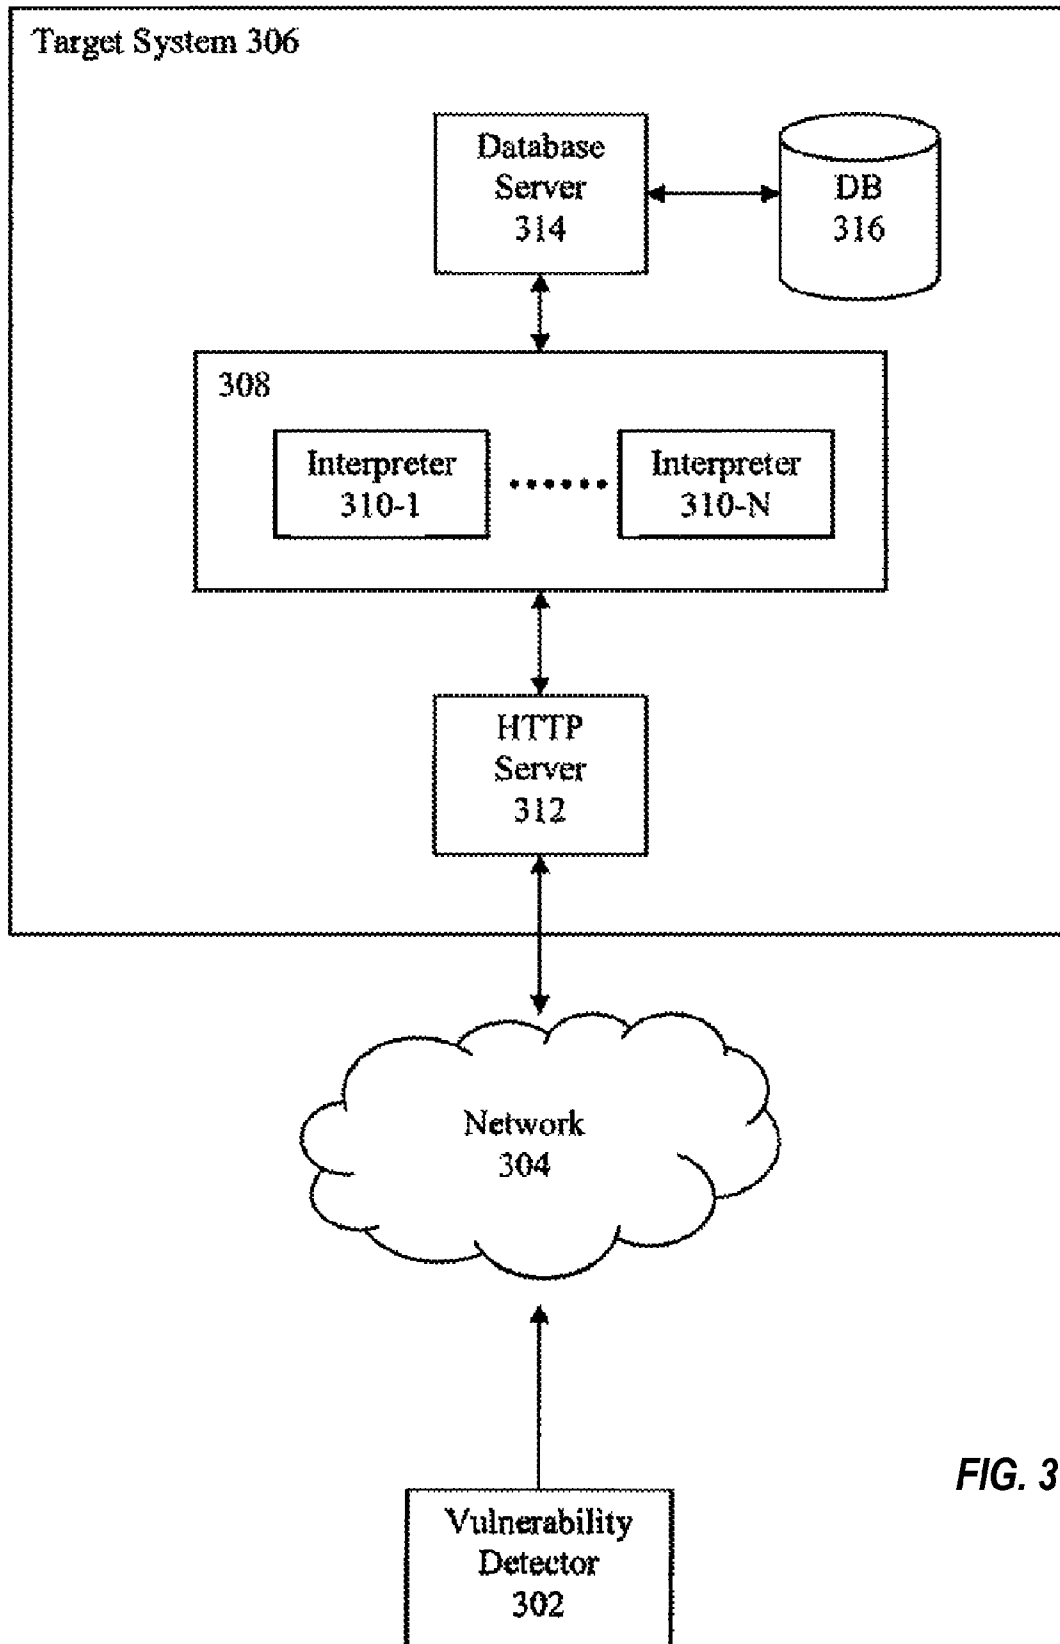 Target System 306
Database
Server
314
DB
316
308
Interpreter
310-1
Interpreter
310-N
HTTP
Server
312
Network
304
FIG. 3
Vulnerability
Detector
302